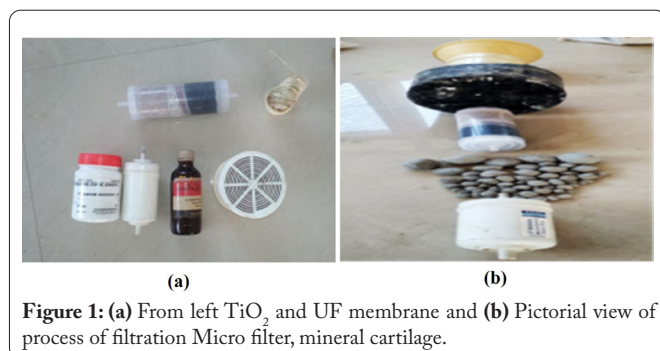 (a)
(b)
Figure 1: (a) From left TiO₂ and UF membrane and (b) Pictorial view of
process of filtration Micro filter, mineral cartilage.